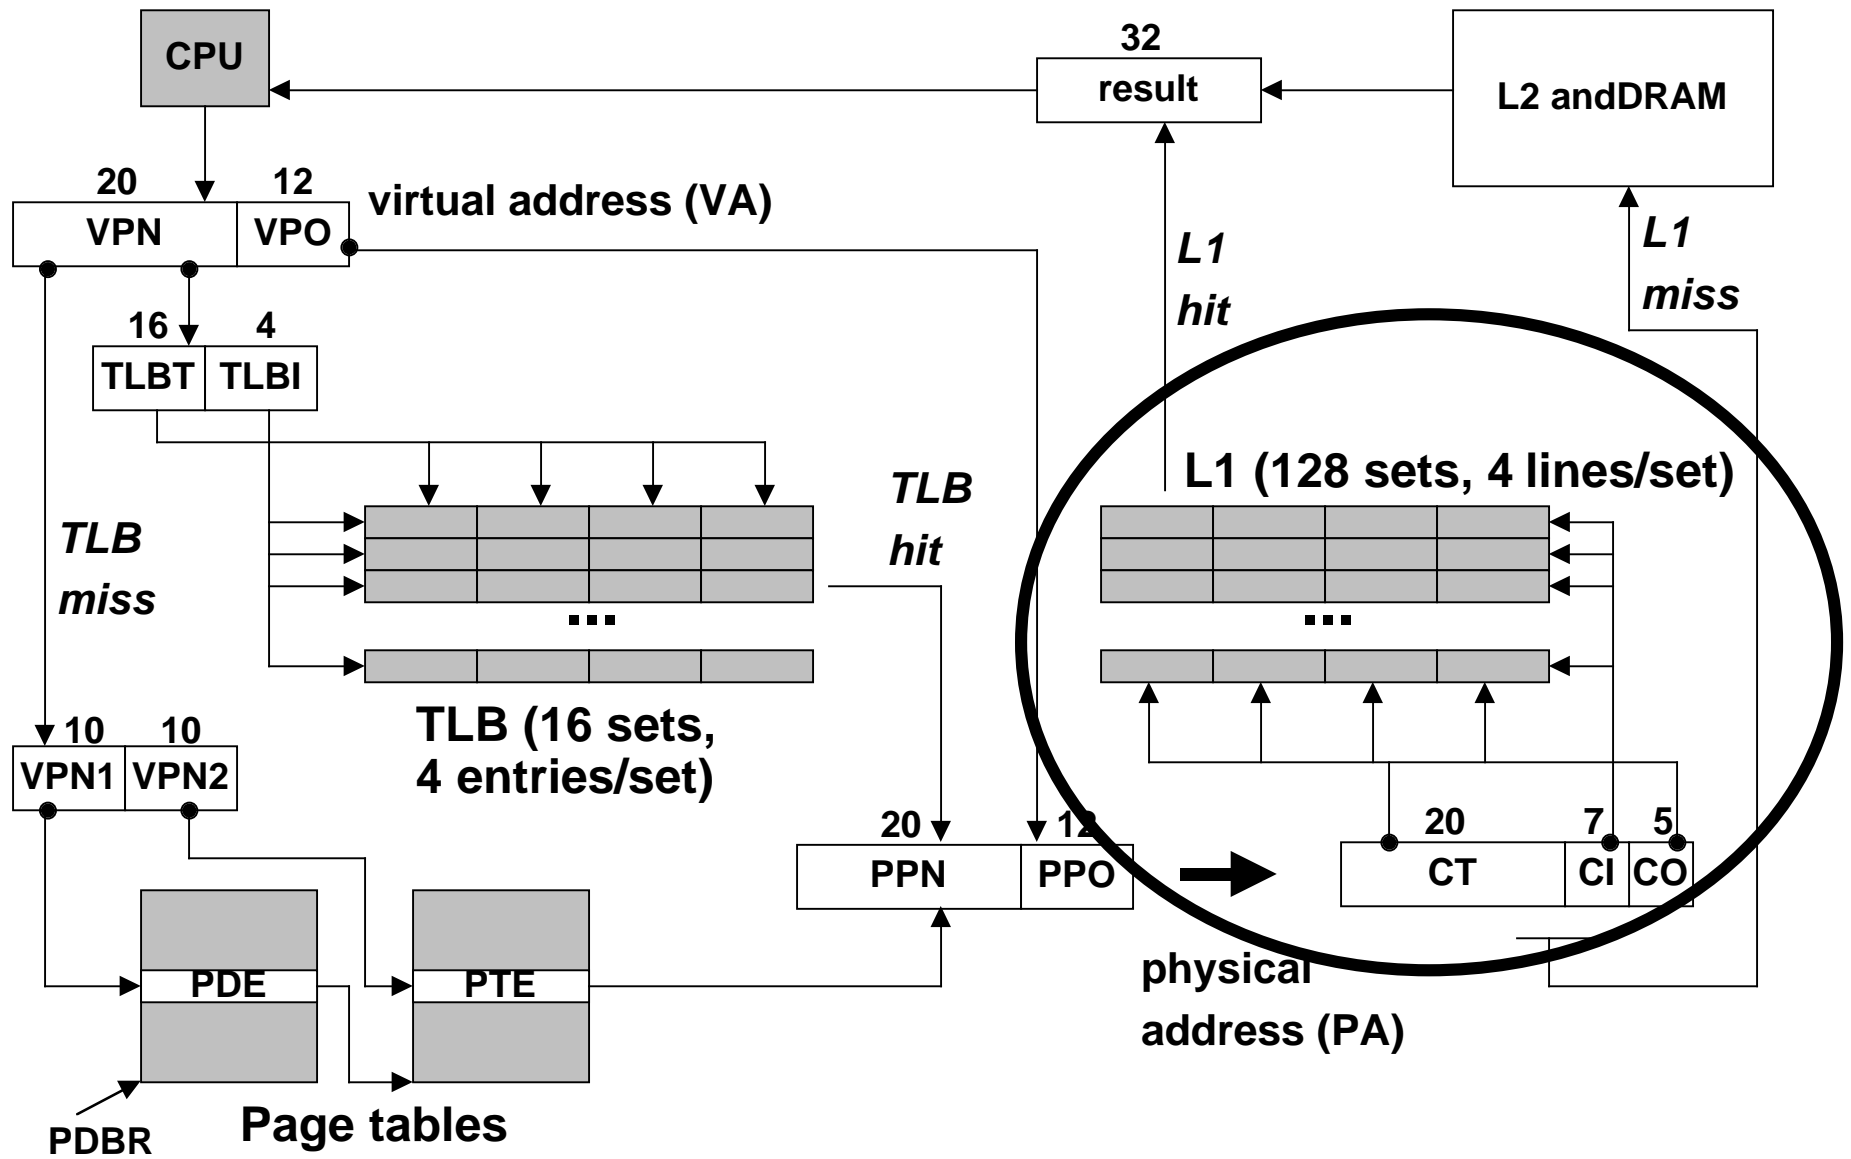 CPU
32
result
L2 andDRAM
20 12
VPN VPO
virtual address (VA)
L1
hit
L1
miss
16 4
TLBT TLBI
TLB
miss
TLB
hit
L1 (128 sets, 4 lines/set)
...
...
TLB (16 sets,
4 entries/set)
10 10
VPN1 VPN2
20 12
PPN PPO
20 7 5
CT CI CO
PDE
PTE
physical
address (PA)
PDBR
Page tables